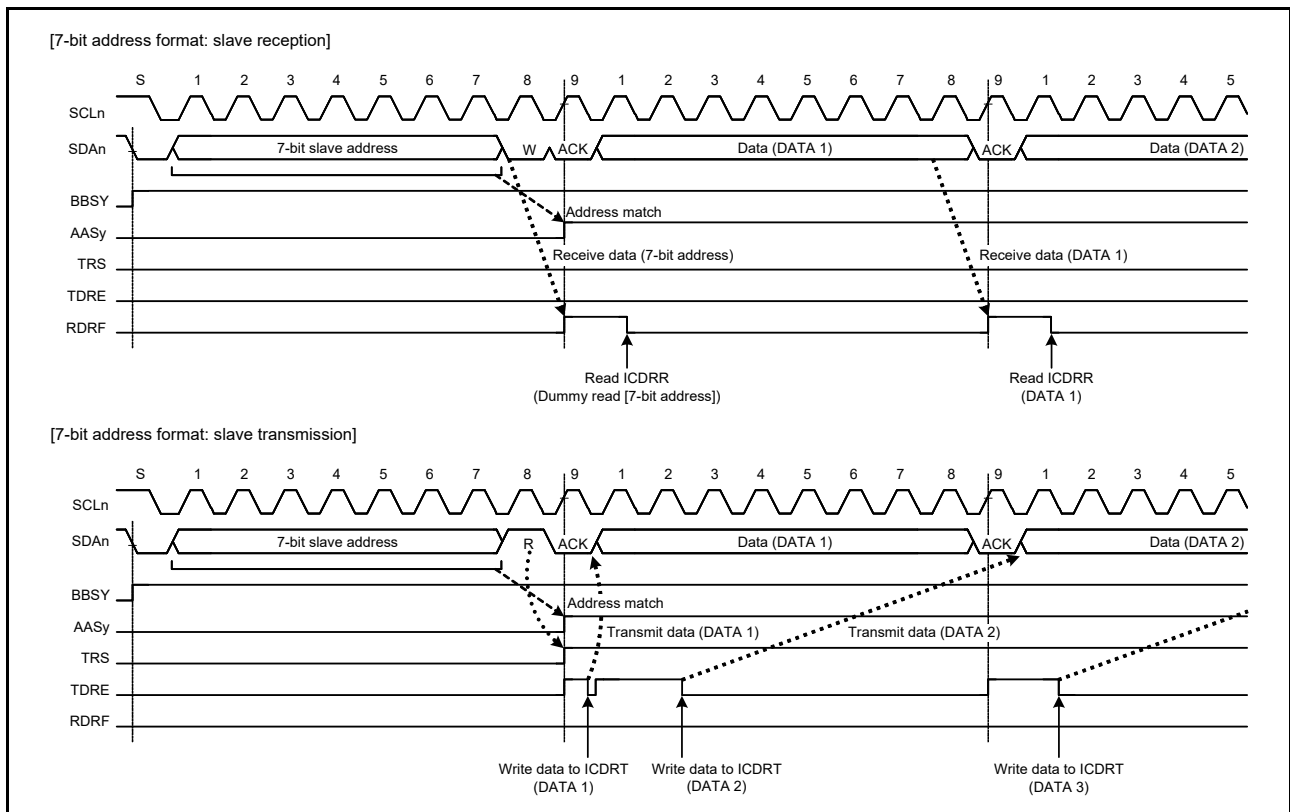 [7-bit address format: slave reception]
S 1 2 3 4 5 6 7 8 9 1 2 3 4 5 6 7 8 9 1 2 3 4 5
SCLn
SDAn 7-bit slave address W ACK Data (DATA 1) ACK Data (DATA 2)
BBSY
Address match
AASy
Receive data (7-bit address) Receive data (DATA 1)
TRS
TDRE
RDRF
Read ICDRR Read ICDRR
(Dummy read [7-bit address]) (DATA 1)
[7-bit address format: slave transmission]
S 1 2 3 4 5 6 7 8 9 1 2 3 4 5 6 7 8 9 1 2 3 4 5
SCLn
SDAn 7-bit slave address R ACK Data (DATA 1) ACK Data (DATA 2)
BBSY
Address match
AASy
Transmit data (DATA 1) Transmit data (DATA 2)
TRS
TDRE
RDRF
Write data to ICDRT Write data to ICDRT Write data to ICDRT
(DATA 1) (DATA 2) (DATA 3)